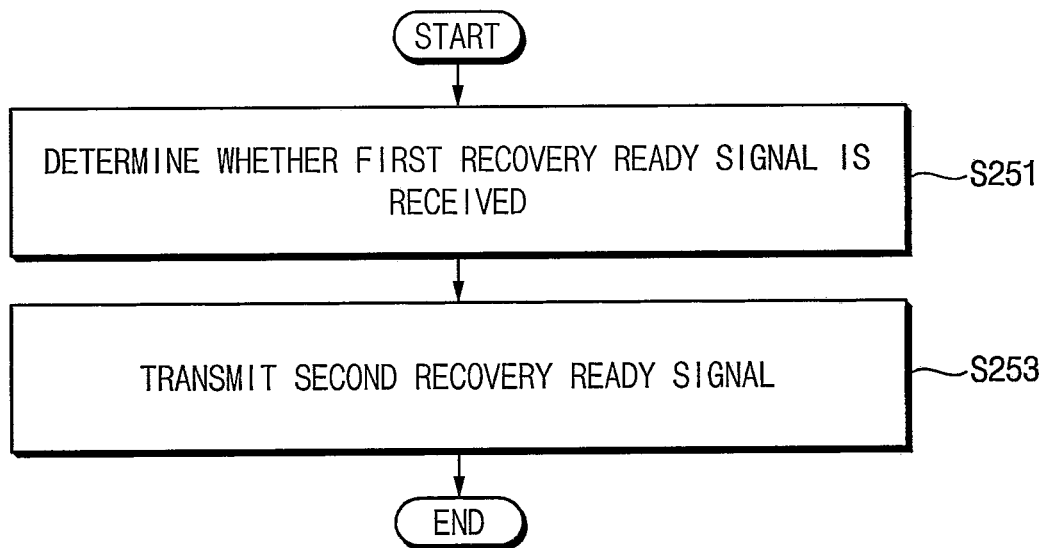 START
DETERMINE WHETHER FIRST RECOVERY READY SIGNAL IS
RECEIVED
S251
TRANSMIT SECOND RECOVERY READY SIGNAL
S253
END